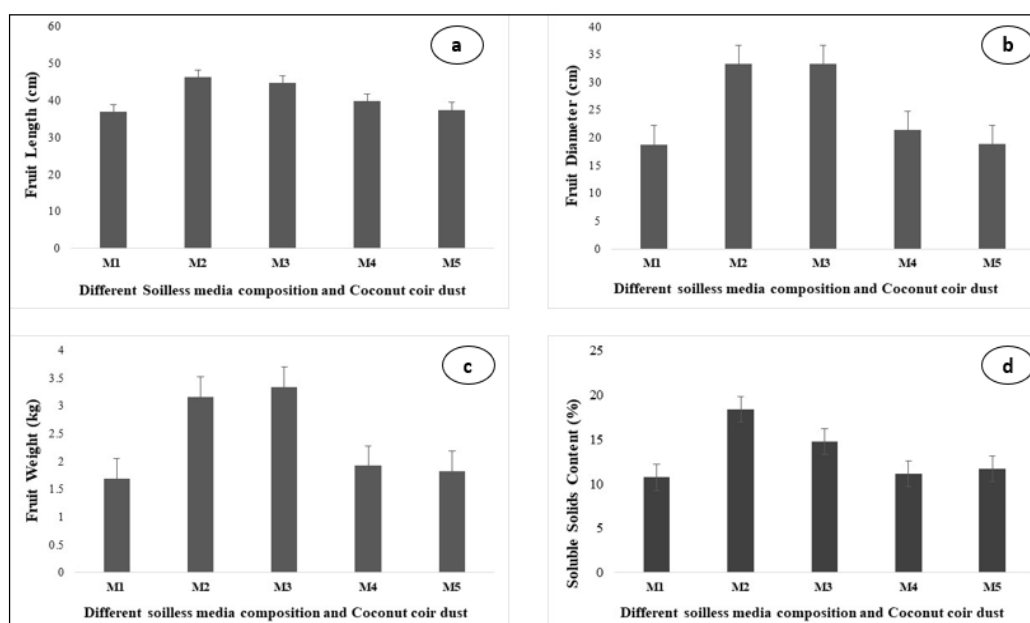 a
Fruit Length (cm)
60
50
40
30
20
10
0
M1 M2 M3 M4 M5
Different Soilless media composition and Coconut coir dust
b
Fruit Diameter (cm)
40
35
30
25
20
15
10
5
0
M1 M2 M3 M4 M5
Different soilless media composition and Coconut coir dust
c
Fruit Weight (kg)
4
3.5
3
2.5
2
1.5
1
0.5
0
M1 M2 M3 M4 M5
Different soilless media composition and Coconut coir dust
d
Soluble Solids Content (%)
25
20
15
10
5
0
M1 M2 M3 M4 M5
Different soilless media composition and Coconut coir dust